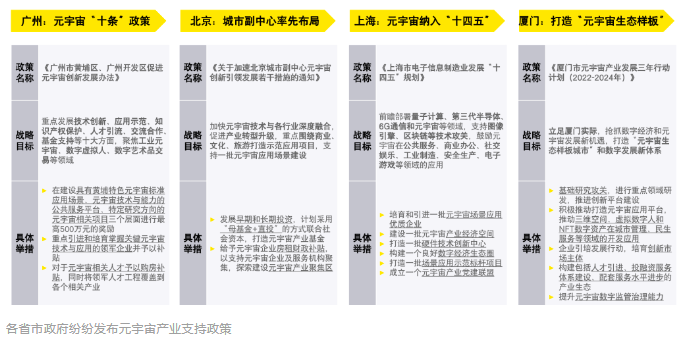 广州：元宇宙“十条”政策
政策
名称
《广州市黄埔区、广州开发区促进
元宇宙创新发展办法》
战略
目标
重点发展技术创新、应用示范、知
识产权保护、人才引流、交流合作、
基金支持等十大方面，聚焦工业元
宇宙、数字虚拟人、数字艺术品交
易等领域
具体
举措
在建设具有黄埔特色元宇宙标杆
应用场景、元宇宙技术与能力的
公共服务平台、特定研究方向的
元宇宙相关项目三个层面进行最
高500万元的奖励
重点引进和培育掌握关键元宇宙
技术与应用的领军企业并予以补
贴
对于元宇宙相关人才予以购房补
贴，同时将领军人才工程覆盖到
各个相关产业
北京：城市副中心率先布局
政策
名称
《关于加速北京城市副中心元宇宙
创新引领发展若干措施的通知》
战略
目标
加快元宇宙技术与各行业深度融合，
促进产业转型升级，重点围绕商业、
文化、旅游打造示范应用项目，支
持一批元宇宙应用场景建设
具体
举措
发展早期和长期投资，计划采用
“母基金+直投”的方式联合社
会资本，打造元宇宙产业基金
给予元宇宙企业房租财政补贴，
以支持元宇宙企业及服务机构聚
集，探索建设元宇宙产业聚集区
上海：元宇宙纳入“十四五”
政策
名称
《上海市电子信息制造业发展“十
四五”规划》
战略
目标
前瞻部署量子计算、第三代半导体、
6G通信和元宇宙等领域，支持图像
引擎、区块链等技术攻关，鼓励元
宇宙在公共服务、商业办公、社交
娱乐、工业制造、安全生产、电子
游戏等领域的应用
具体
举措
培育和引进一批元宇宙场景应用
优质企业
建设一批元宇宙产业经济空间
打造一批硬件技术创新中心
构建一个良好数字经济生态圈
打造一批场景应用示范标杆项目
成立一个元宇宙产业党建联盟
厦门：打造“元宇宙生态样板”
政策
名称
《厦门市元宇宙产业发展三年行动
计划（2022-2024年）》
战略
目标
立足厦门实际，抢抓数字经济和元
宇宙发展新机遇，打造“元宇宙生
态样板城市”和数字发展新体系
具体
举措
基础研究攻关，进行重点领域研
发，推进创新平台建设
积极推动打造元宇宙应用平台，
推动三维空间、虚拟数字人和
NFT数字资产在城市管理、民生
服务等领域的开发应用
企业引培发展行动，培育创新市
场主体
构建包括人才引进、投融资服务
体系建设、配套服务水平进步的
产业生态
提升元宇宙数字监管治理能力
各省市政府纷纷发布元宇宙产业支持政策